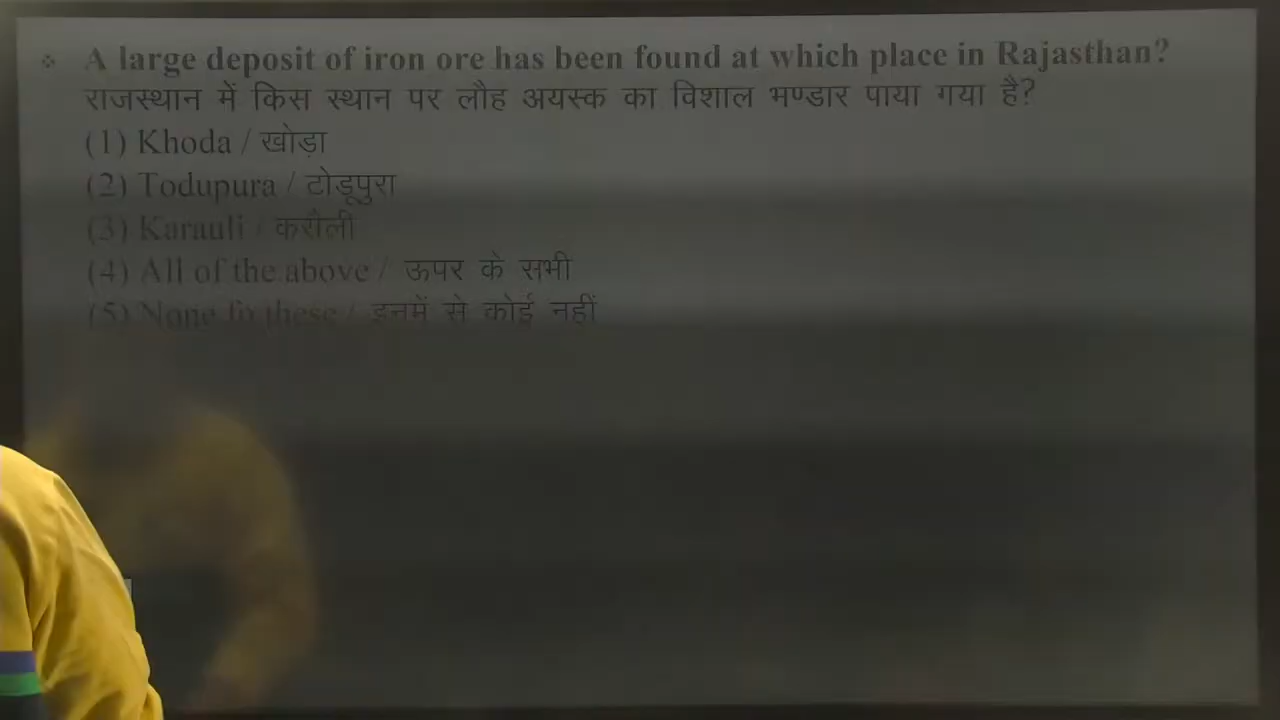 ❖ A large deposit of iron ore has been found at which place in Rajasthan?
राजस्थान में किस स्थान पर लौह अयस्क का विशाल भण्डार पाया गया है?
(1) Khoda / खोड़ा
(2) Todupura / टोडूपुरा
(3) Karauli / करौली
(4) All of the above / ऊपर के सभी
(5) None fo these / इनमें से कोई नहीं